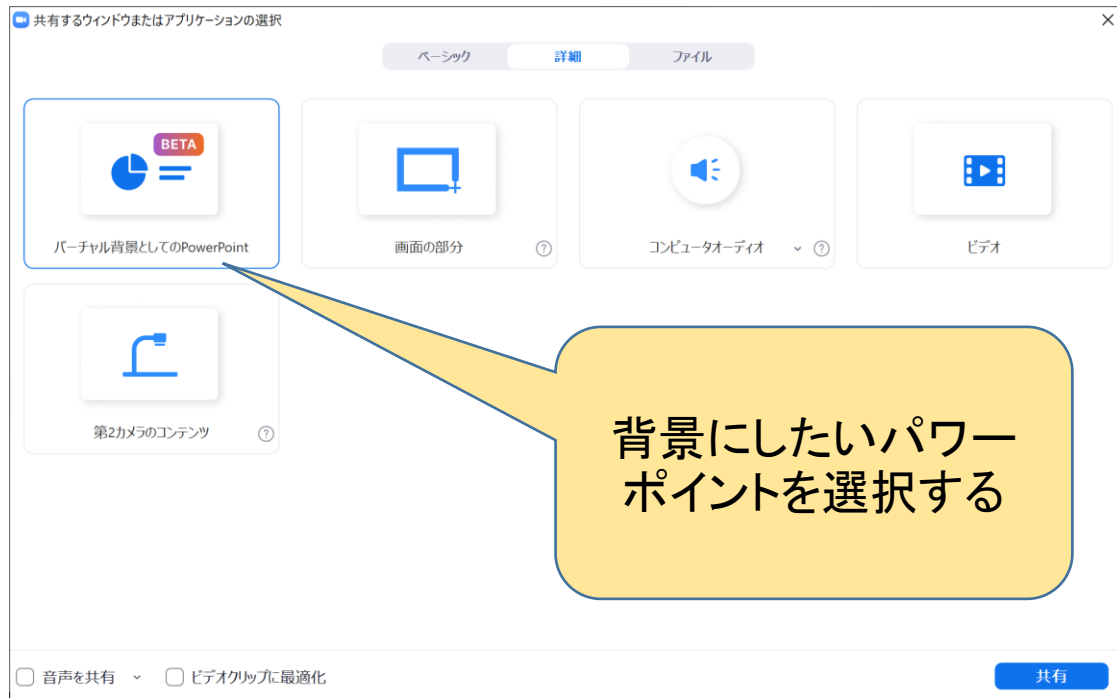 共有するウィンドウまたはアプリケーションの選択
ベーシック
詳細
ファイル
BETA
バーチャル背景としてのPowerPoint
画面の部分
コンピュータオーディオ
ビデオ
第2カメラのコンテンツ
背景にしたいパワー
ポイントを選択する
音声を共有
ビデオクリップに最適化
共有